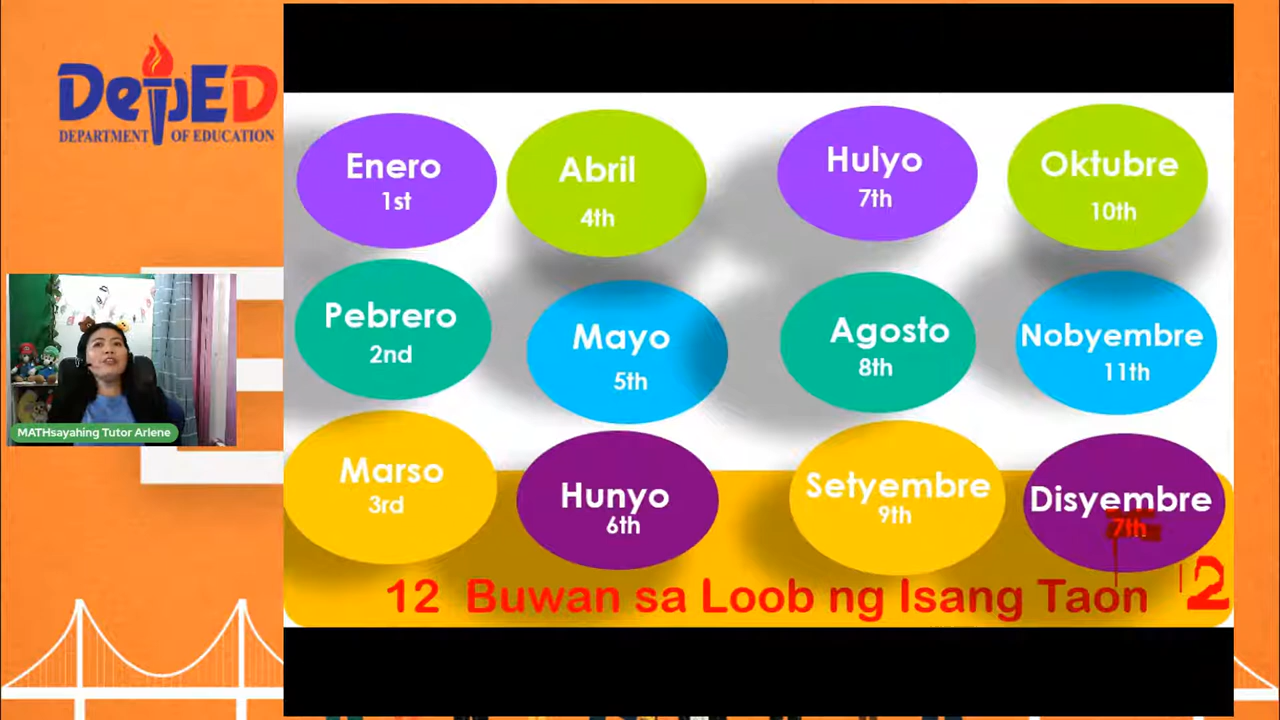 DepED
DEPARTMENT OF EDUCATION
MATHsayahing Tutor Arlene
Enero
1st
Abril
4th
Hulyo
7th
Oktubre
10th
Pebrero
2nd
Mayo
5th
Agosto
8th
Nobyembre
11th
Marso
3rd
Hunyo
6th
Setyembre
9th
Disyembre
7th
12 Buwan sa Loob ng Isang Taon
12